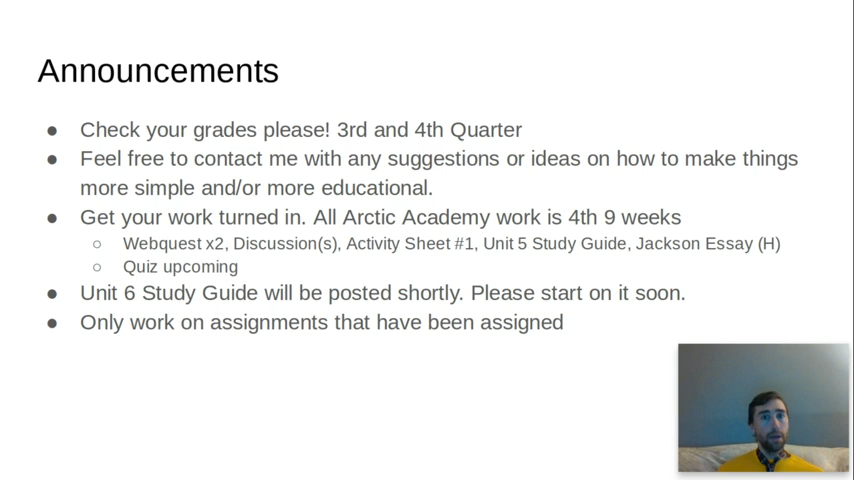 Announcements
● Check your grades please! 3rd and 4th Quarter
● Feel free to contact me with any suggestions or ideas on how to make things
more simple and/or more educational.
● Get your work turned in. All Arctic Academy work is 4th 9 weeks
○ Webquest x2, Discussion(s), Activity Sheet #1, Unit 5 Study Guide, Jackson Essay (H)
○ Quiz upcoming
● Unit 6 Study Guide will be posted shortly. Please start on it soon.
● Only work on assignments that have been assigned